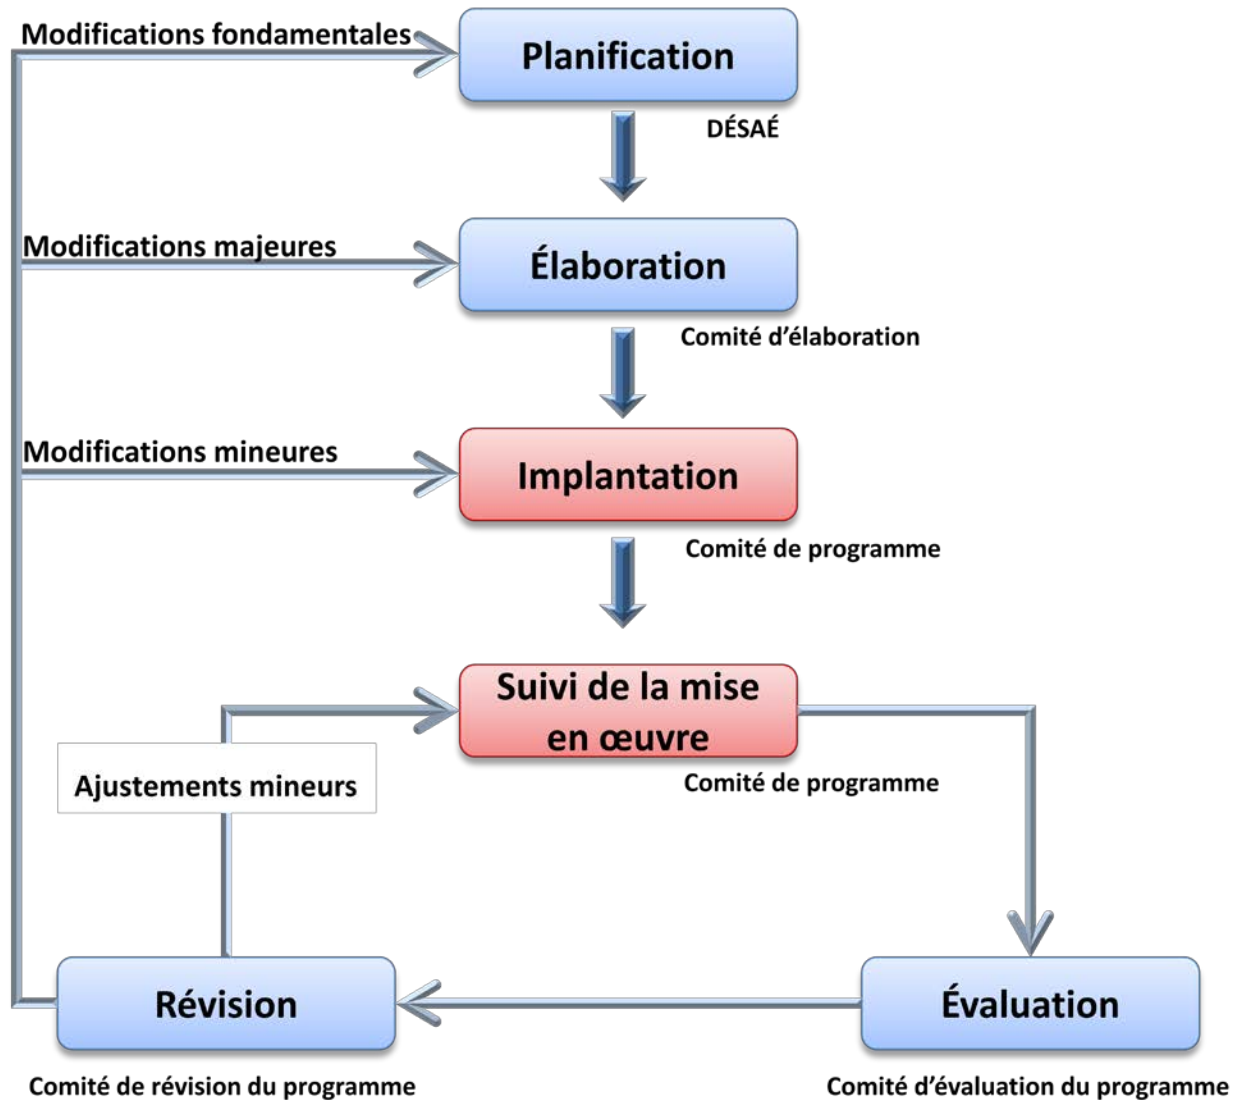 Modifications fondamentales
Planification
DÉSAÉ
Modifications majeures
Élaboration
Comité d’élaboration
Modifications mineures
Implantation
Comité de programme
Suivi de la mise
en œuvre
Ajustements mineurs
Comité de programme
Révision
Évaluation
Comité de révision du programme
Comité d’évaluation du programme